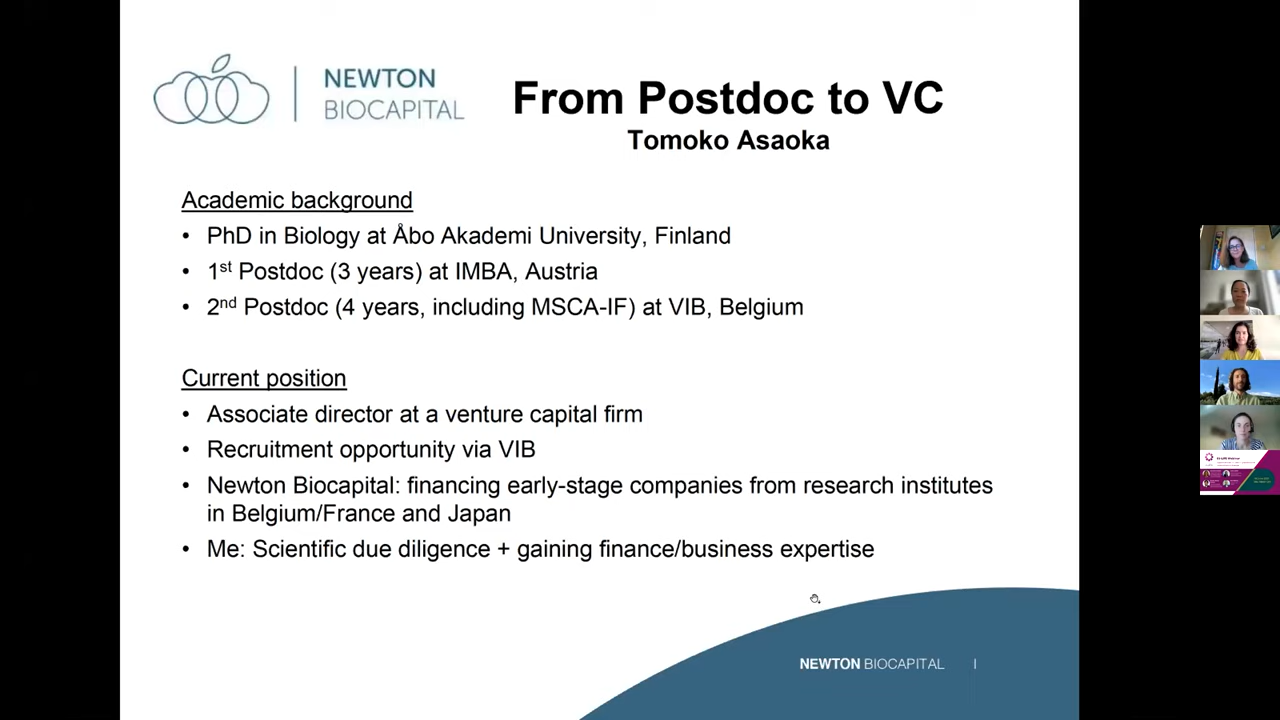 NEWTON
BIOCAPITAL
From Postdoc to VC
Tomoko Asaoka
Academic background
• PhD in Biology at Åbo Akademi University, Finland
• 1st Postdoc (3 years) at IMBA, Austria
• 2nd Postdoc (4 years, including MSCA-IF) at VIB, Belgium
Current position
• Associate director at a venture capital firm
• Recruitment opportunity via VIB
• Newton Biocapital: financing early-stage companies from research institutes
in Belgium/France and Japan
• Me: Scientific due diligence + gaining finance/business expertise
NEWTON BIOCAPITAL |